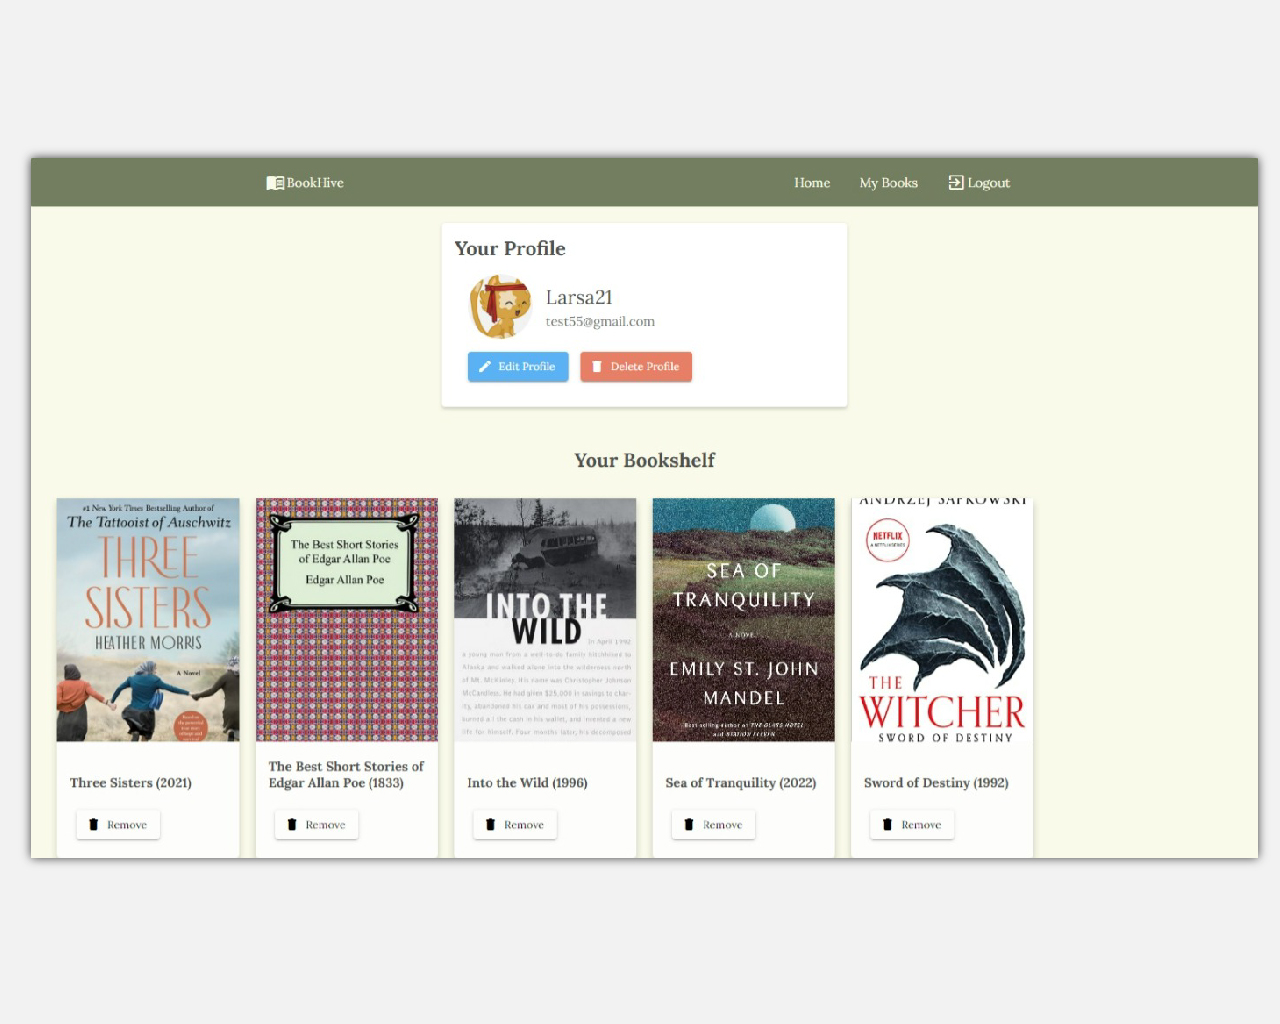 BookHive
Home
My Books
Logout
Your Profile
Larsa21
test55@gmail.com
Edit Profile
Delete Profile
Your Bookshelf
#1 New York Times Bestselling Author of
The Tattooist of Auschwitz
THREE
SISTERS
HEATHER MORRIS
A Novel
Three Sisters (2021)
Remove
The Best Short Stories
of Edgar Allan Poe
Edgar Allan Poe
The Best Short Stories of
Edgar Allan Poe (1833)
Remove
INTO THE
WILD
In April 1992
a young man from a well-to-do family hitchhiked to
Alaska and walked alone into the wilderness north
of Mt. McKinley. His name was Christopher Johnson
McCandless. He had given $25,000 in savings to char-
ity, abandoned his car and most of his possessions,
burned all the cash in his wallet, and invented a new
life for himself. Four months later, his decomposed
Into the Wild (1996)
Remove
SEA OF
TRANQUILITY
A NOVEL
EMILY ST. JOHN
MANDEL
Best-selling author of THE GLASS HOTEL
and STATION ELEVEN
Sea of Tranquility (2022)
Remove
ANDRZEJ SAPKOWSKI
NETFLIX
A NETFLIX SERIES
THE
WITCHER
SWORD OF DESTINY
Sword of Destiny (1992)
Remove